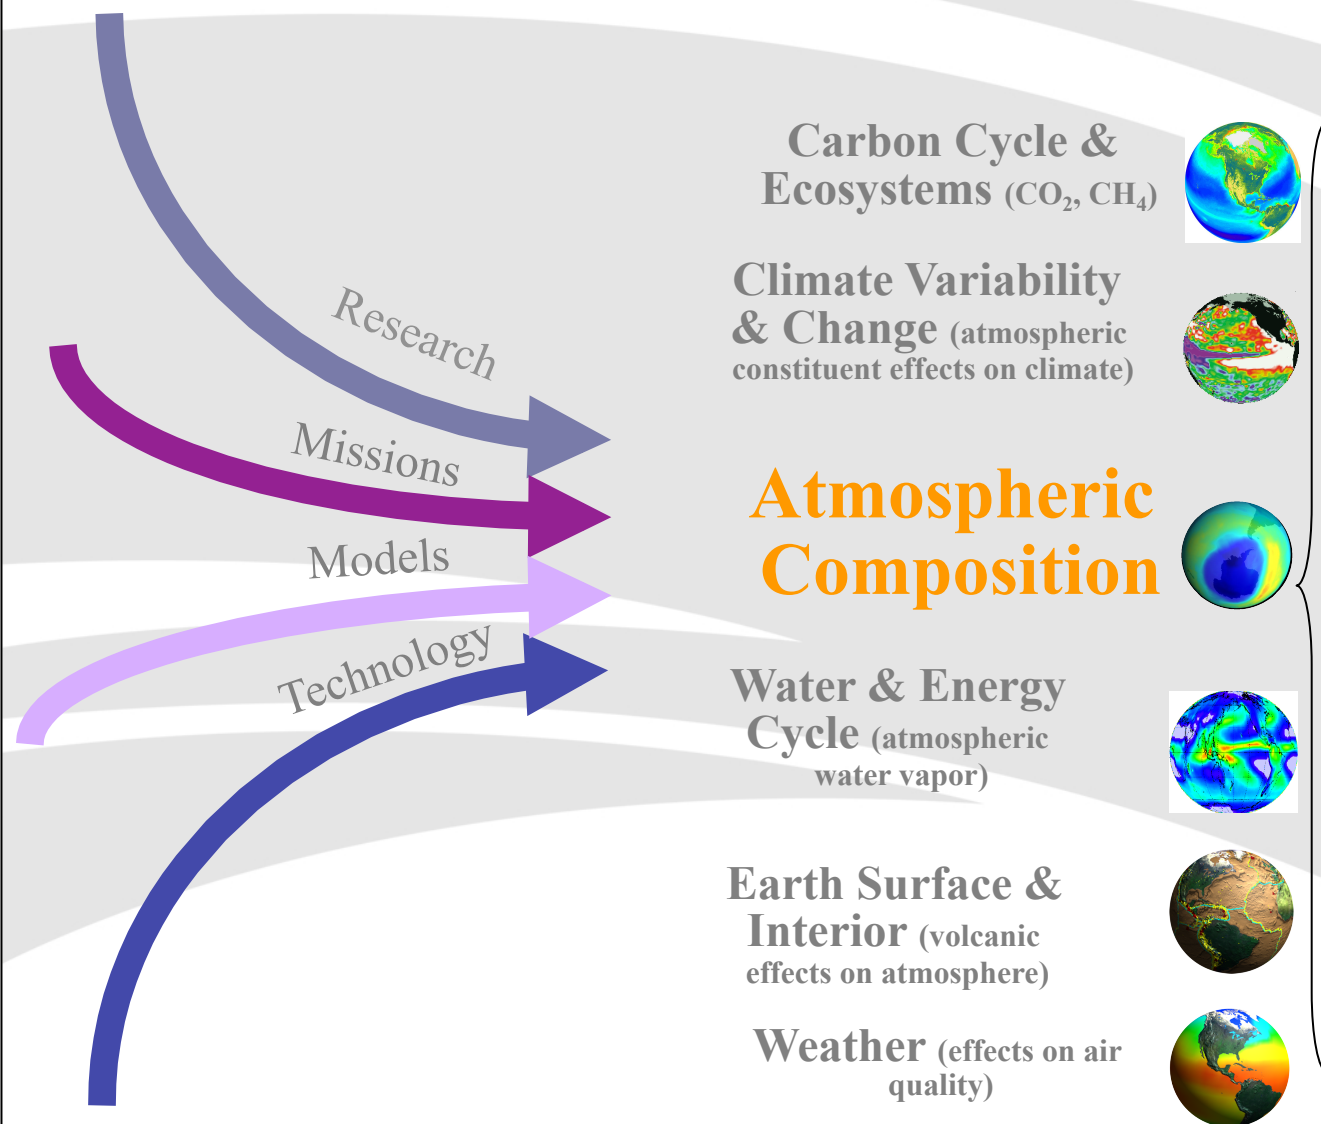 Research
Missions
Models
Technology
Carbon Cycle &
Ecosystems (CO₂, CH₄)
Climate Variability
& Change (atmospheric
constituent effects on climate)
Atmospheric
Composition
Water & Energy
Cycle (atmospheric
water vapor)
Earth Surface &
Interior (volcanic
effects on atmosphere)
Weather (effects on air
quality)